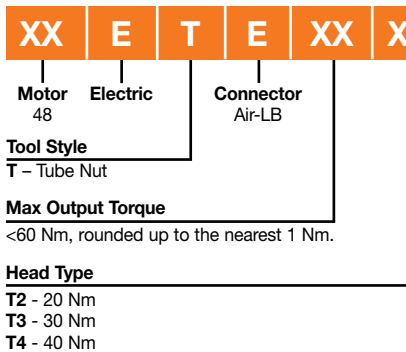 XX E T E XX X
Motor Electric Connector
48 Air-LB
Tool Style
T – Tube Nut
Max Output Torque
<60 Nm, rounded up to the nearest 1 Nm.
Head Type
T2 - 20 Nm
T3 - 30 Nm
T4 - 40 Nm